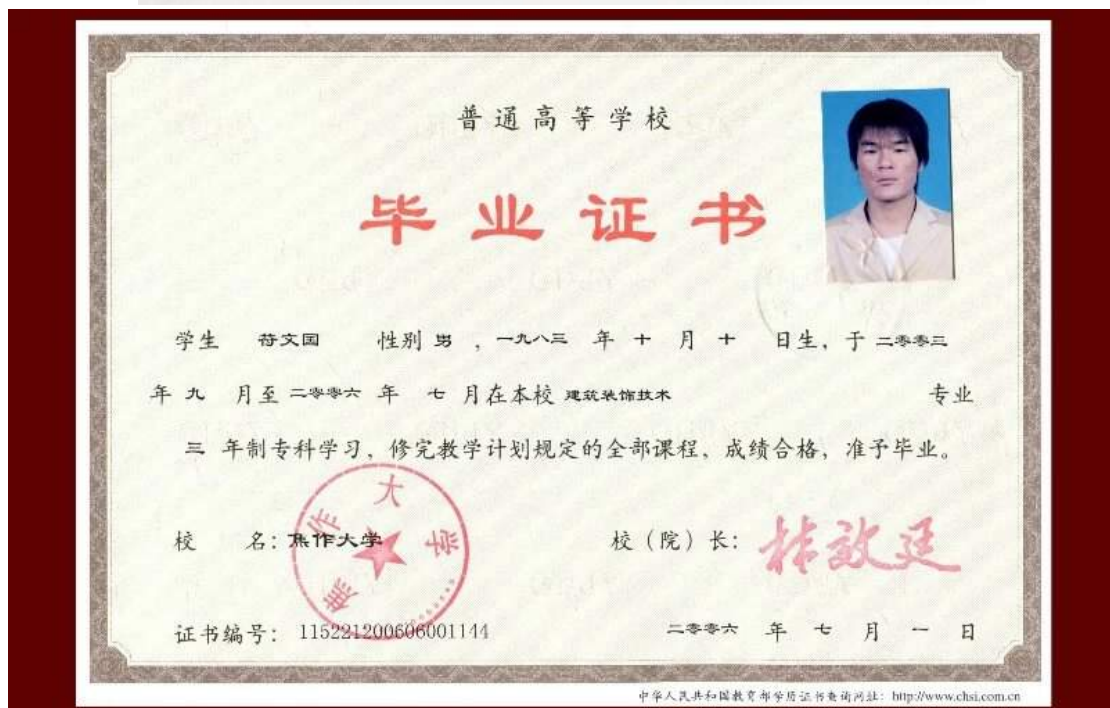 普通高等学校
毕业证书
学生 符文国 性别 男 ，一九八三 年 十 月 十 日生，于 二零零三
年 九 月至 二零零六 年 七 月在本校 建筑装饰技术 专业
三 年制专科学习，修完教学计划规定的全部课程，成绩合格，准予毕业。
校 名：焦作大学 校（院）长：
焦作大学
证书编号：115221200606001144 二零零六 年 七 月 一 日
中华人民共和国教育部学历证书查询网址：http://www.chsi.com.cn